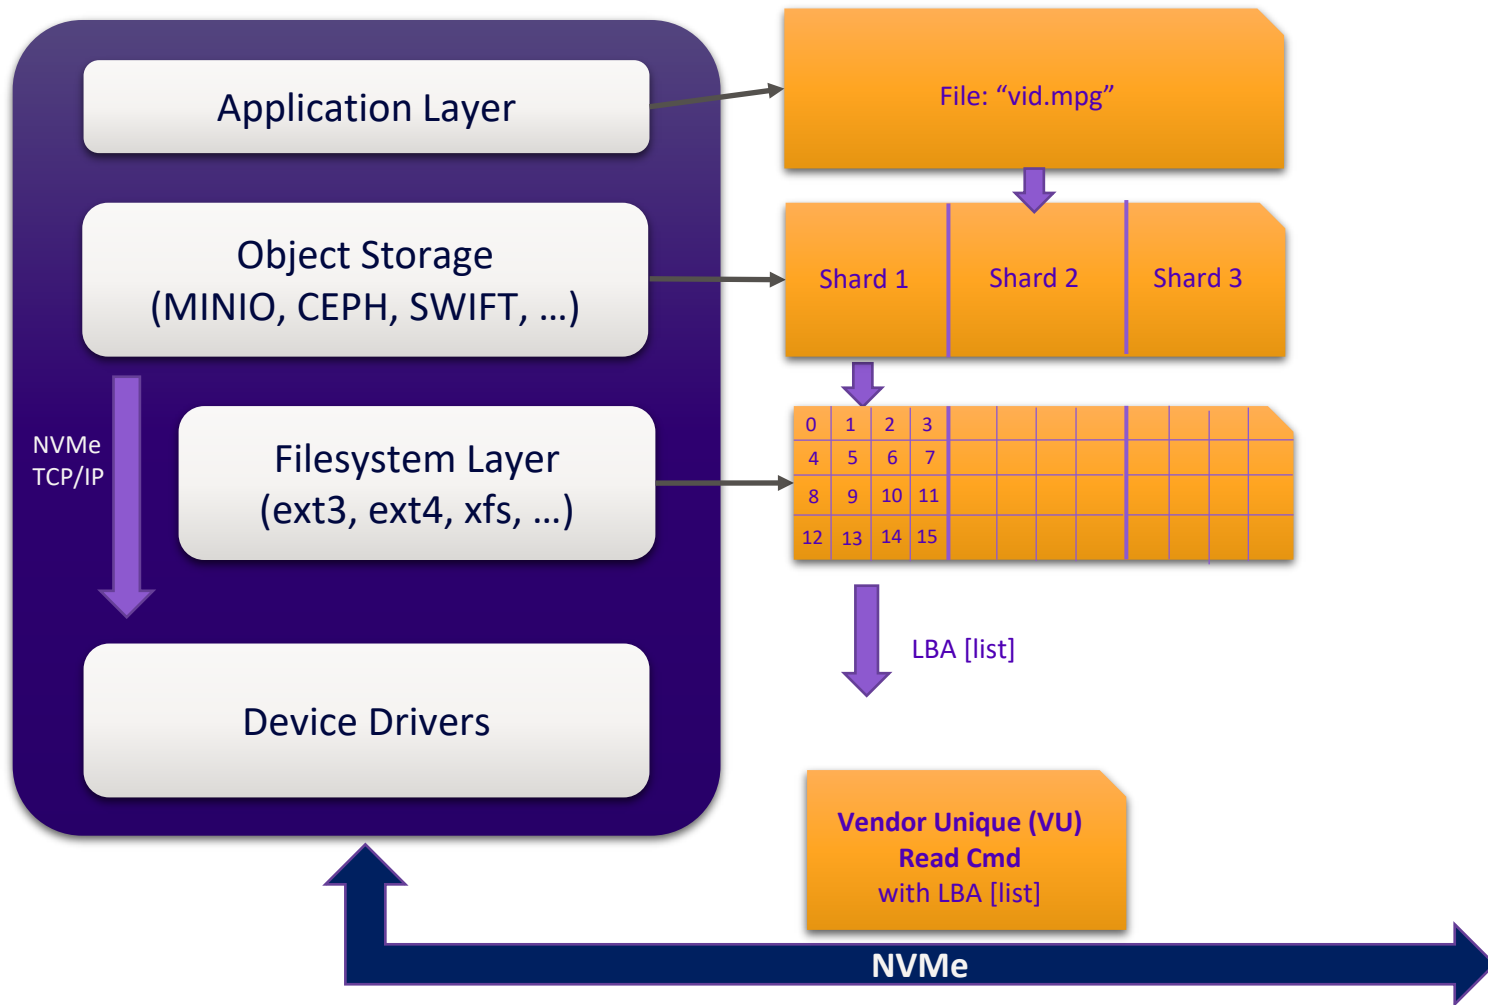 Application Layer
File: “vid.mpg”
Object Storage
(MINIO, CEPH, SWIFT, ...)
Shard 1
Shard 2
Shard 3
NVMe
TCP/IP
Filesystem Layer
(ext3, ext4, xfs, ...)
0 1 2 3
4 5 6 7
8 9 10 11
12 13 14 15
LBA [list]
Device Drivers
Vendor Unique (VU)
Read Cmd
with LBA [list]
NVMe